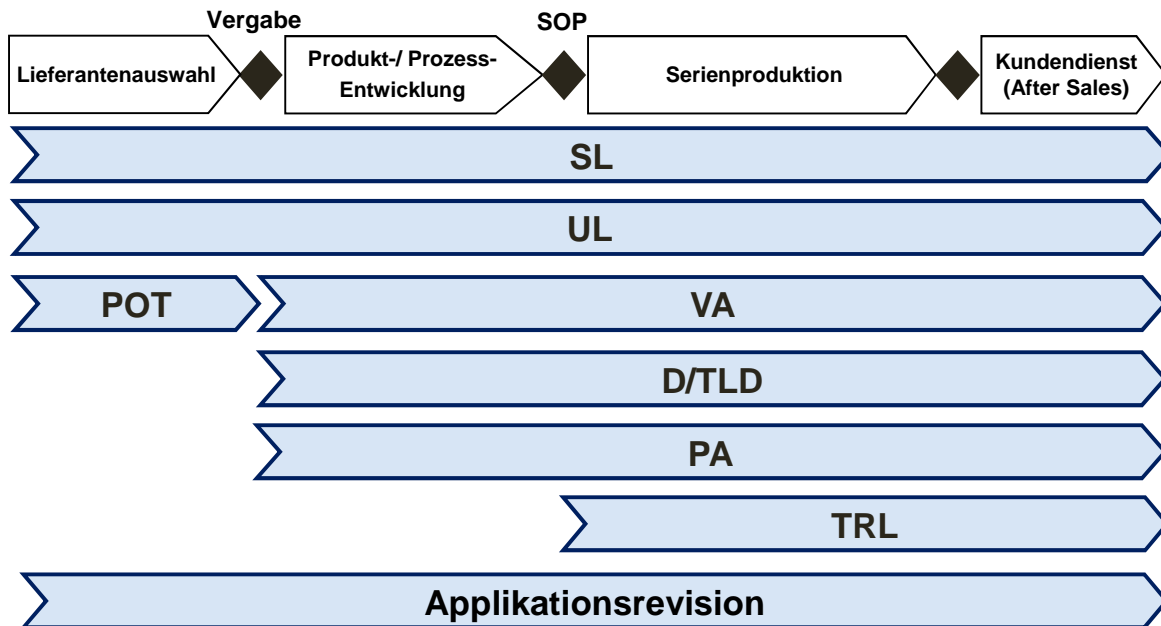 Vergabe
SOP
Lieferantenauswahl
Produkt-/ Prozess-
Entwicklung
Serienproduktion
Kundendienst
(After Sales)
SL
UL
POT
VA
D/TLD
PA
TRL
Applikationsrevision